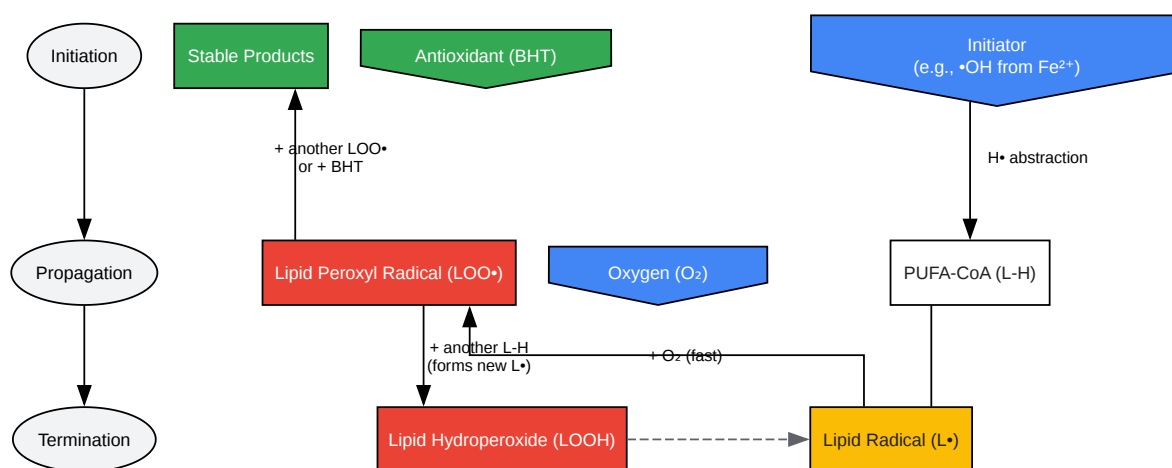 Initiation
Stable Products
Antioxidant (BHT)
Initiator
(e.g., •OH from Fe²⁺)
+ another LOO•
or + BHT
H• abstraction
Propagation
Lipid Peroxyl Radical (LOO•)
Oxygen (O₂)
PUFA-CoA (L-H)
+ another L-H
(forms new L•)
+ O₂ (fast)
Termination
Lipid Hydroperoxide (LOOH)
Lipid Radical (L•)